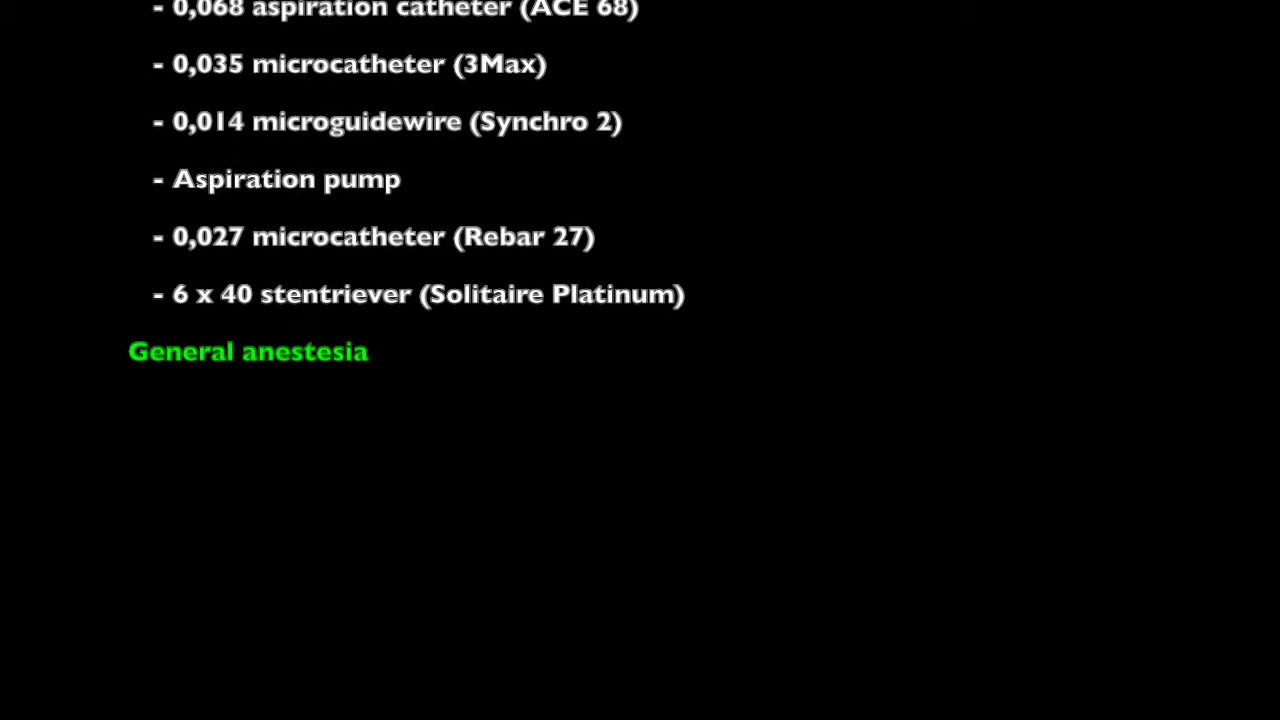 - 0,068 aspiration catheter (ACE 68)
- 0,035 microcatheter (3Max)
- 0,014 microguidewire (Synchro 2)
- Aspiration pump
- 0,027 microcatheter (Rebar 27)
- 6 x 40 stentriever (Solitaire Platinum)
General anestesia